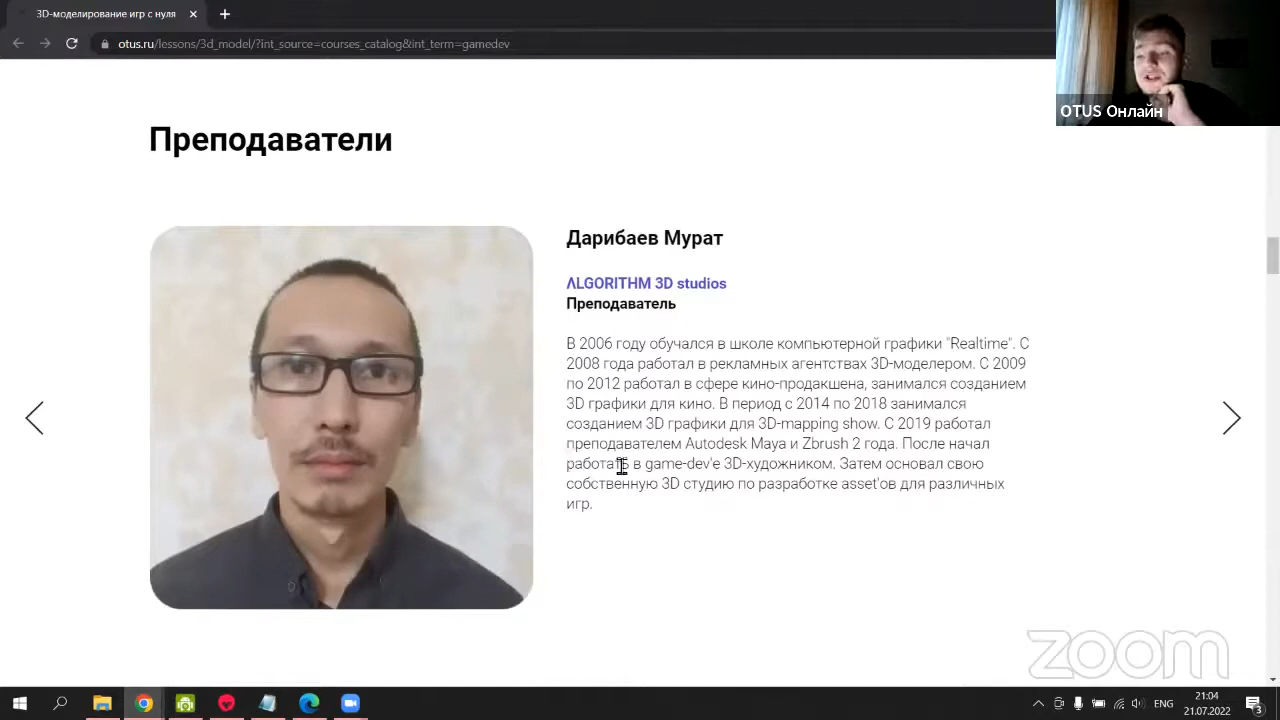 3D-моделирование игр с нуля
otus.ru/lessons/3d_model/?int_source=courses_catalog&int_term=gamedev
OTUS Онлайн
Преподаватели
Дарибаев Мурат
ΛLGORITHM 3D studios
Преподаватель
В 2006 году обучался в школе компьютерной графики "Realtime". С
2008 года работал в рекламных агентствах 3D-моделером. С 2009
по 2012 работал в сфере кино-продакшена, занимался созданием
3D графики для кино. В период с 2014 по 2018 занимался
созданием 3D графики для 3D-mapping show. С 2019 работал
преподавателем Autodesk Maya и Zbrush 2 года. После начал
работать в game-dev'e 3D-художником. Затем основал свою
собственную 3D студию по разработке asset'ов для различных
игр.
zoom
ENG
21:04
21.07.2022
3